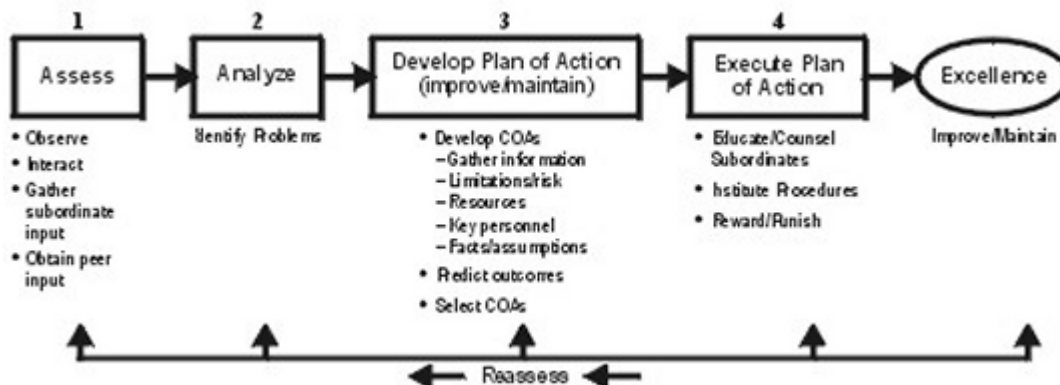 1
2
3
4
Assess
Analyze
Develop Plan of Action
(improve/maintain)
Execute Plan
of Action
Excellence
• Observe
• Interact
• Gather
subordinate
input
• Obtain peer
input
Identify Problems
• Develop COAs
–Gather information
–Limitations/risk
–Resources
–Key personnel
–Facts/assumptions
• Predict outcomes
• Select COAs
• Educate/Counsel
Subordinates
• Institute Procedures
• Reward/Punish
Improve/Maintain
Reassess